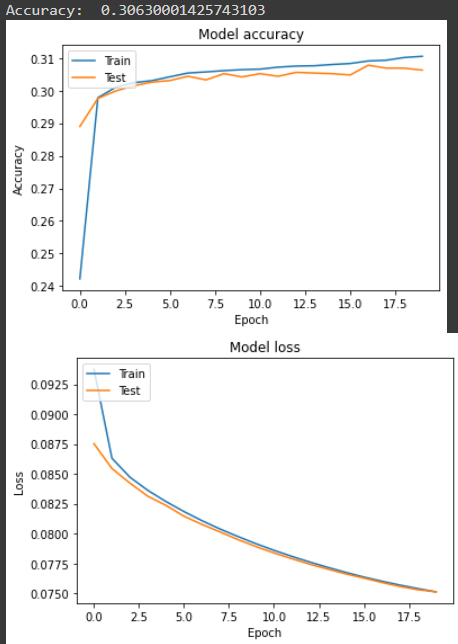 Accuracy:  0.30630001425743103
Model accuracy
0.31
0.30
0.29
0.28
0.27
0.26
0.25
0.24
Accuracy
Train
Test
0.0 2.5 5.0 7.5 10.0 12.5 15.0 17.5
Epoch
Model loss
0.0925
0.0900
0.0875
0.0850
0.0825
0.0800
0.0775
0.0750
Loss
Train
Test
0.0 2.5 5.0 7.5 10.0 12.5 15.0 17.5
Epoch